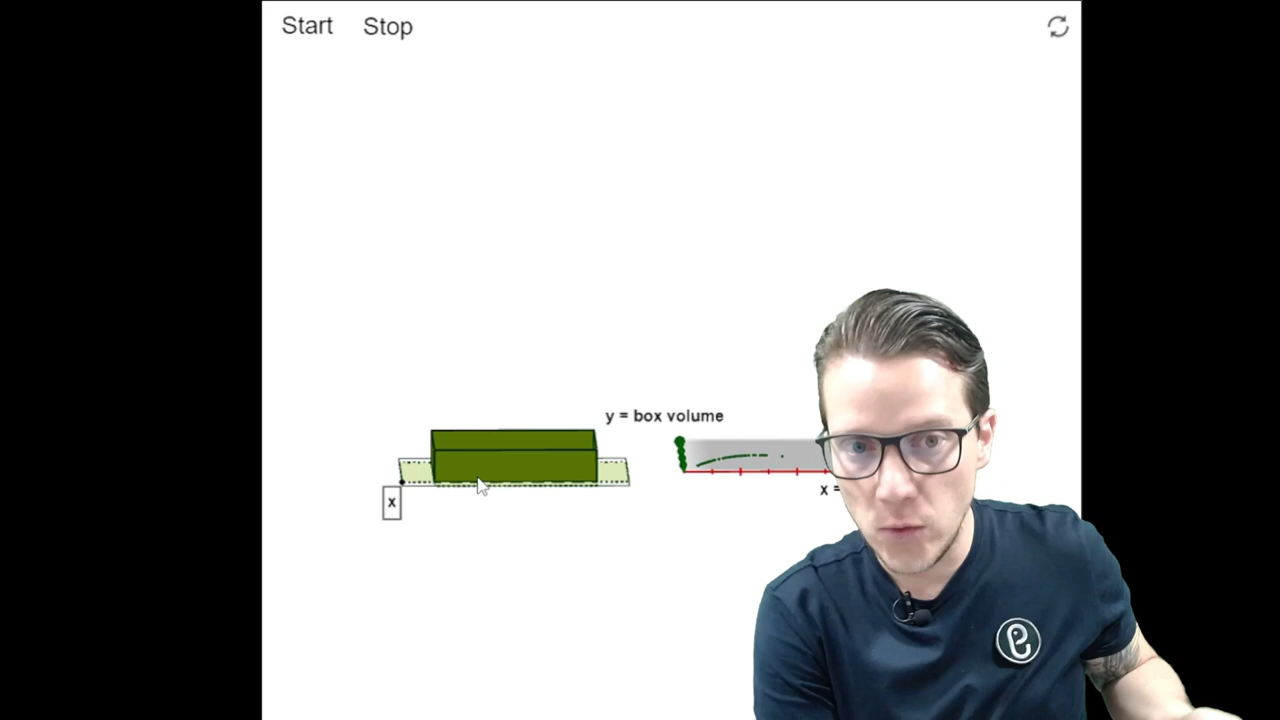 Start Stop
y = box volume
x =
x